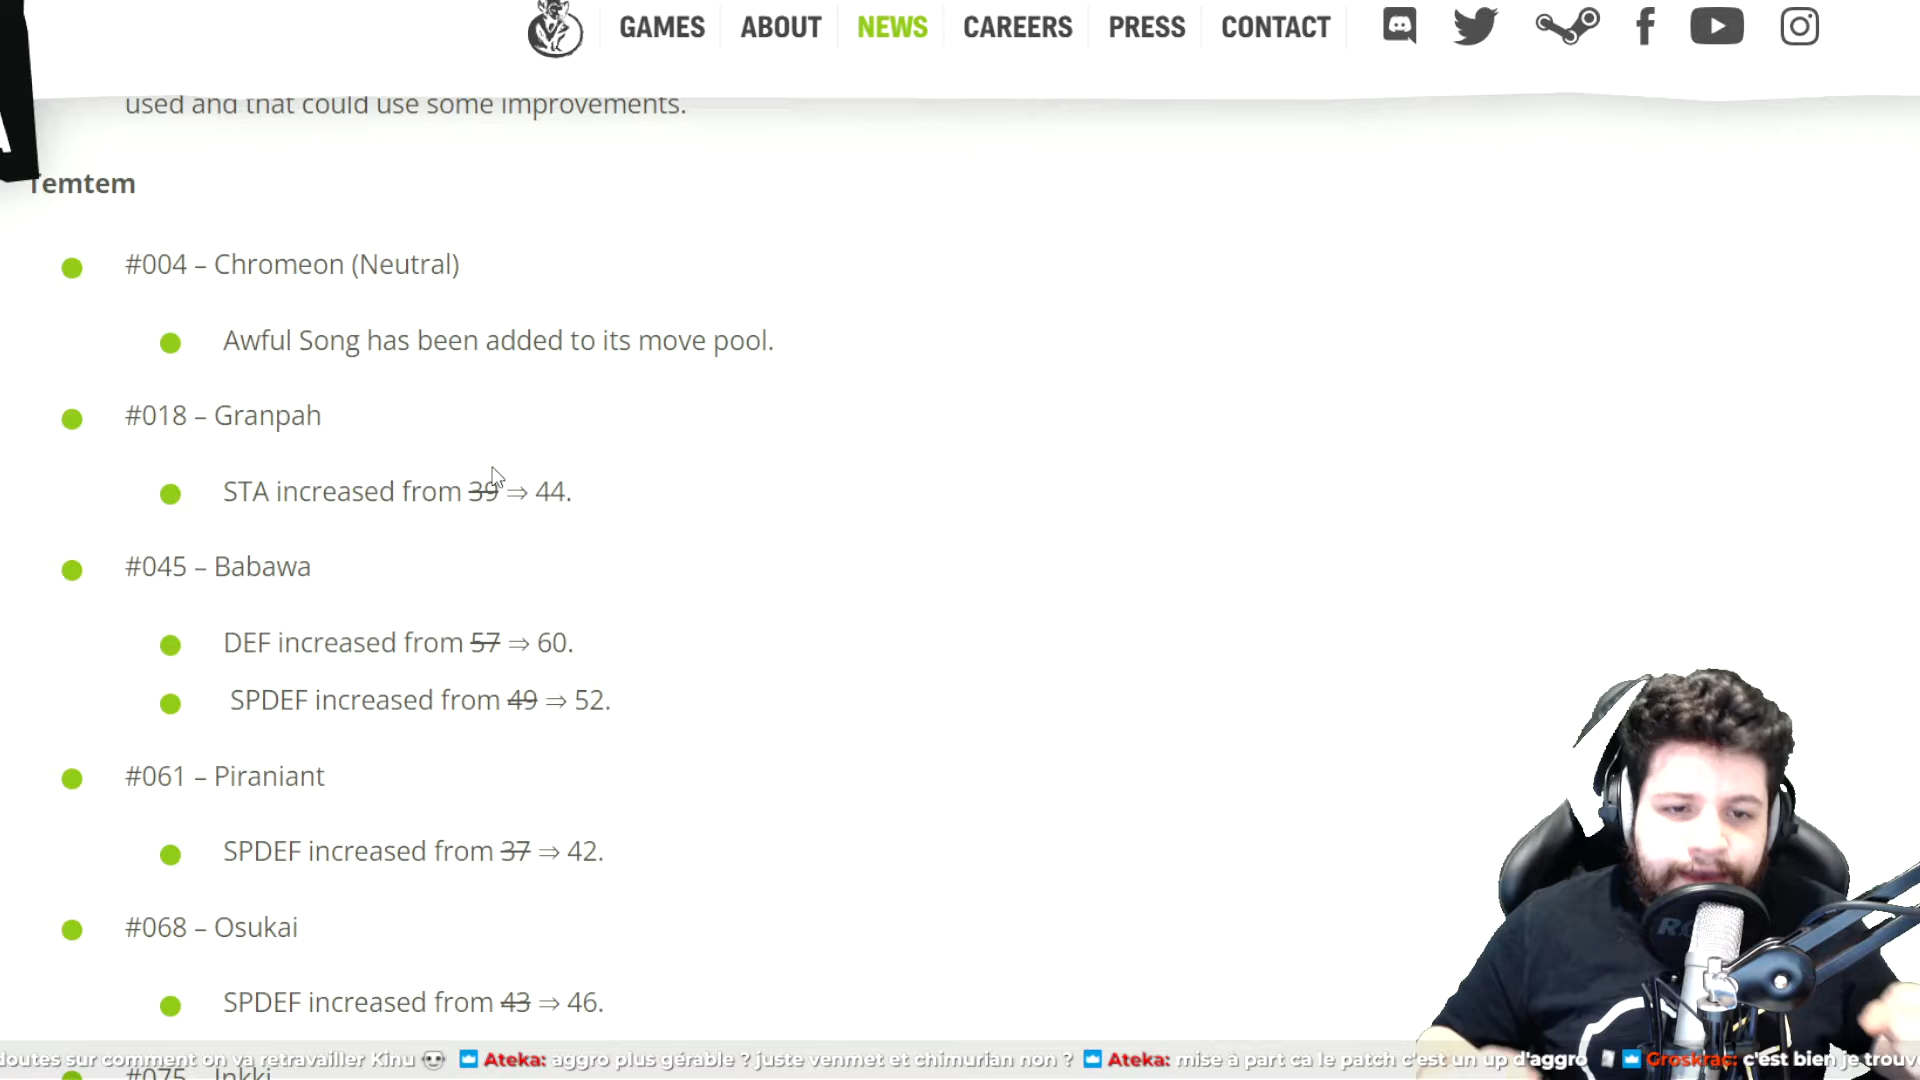 GAMES ABOUT NEWS CAREERS PRESS CONTACT
used and that could use some improvements.
Temtem
#004 – Chromeon (Neutral)
Awful Song has been added to its move pool.
#018 – Granpah
STA increased from 39 ⇒ 44.
#045 – Babawa
DEF increased from 57 ⇒ 60.
SPDEF increased from 49 ⇒ 52.
#061 – Piraniant
SPDEF increased from 37 ⇒ 42.
#068 – Osukai
SPDEF increased from 43 ⇒ 46.
doutes sur comment on va retravailler Kinu 💀 Ateka: aggro plus gérable ? juste venmet et chimurian non ? Ateka: mise à part ca le patch c'est un up d'aggro Groskrac: c'est bien je trouv
#075 – Inkki